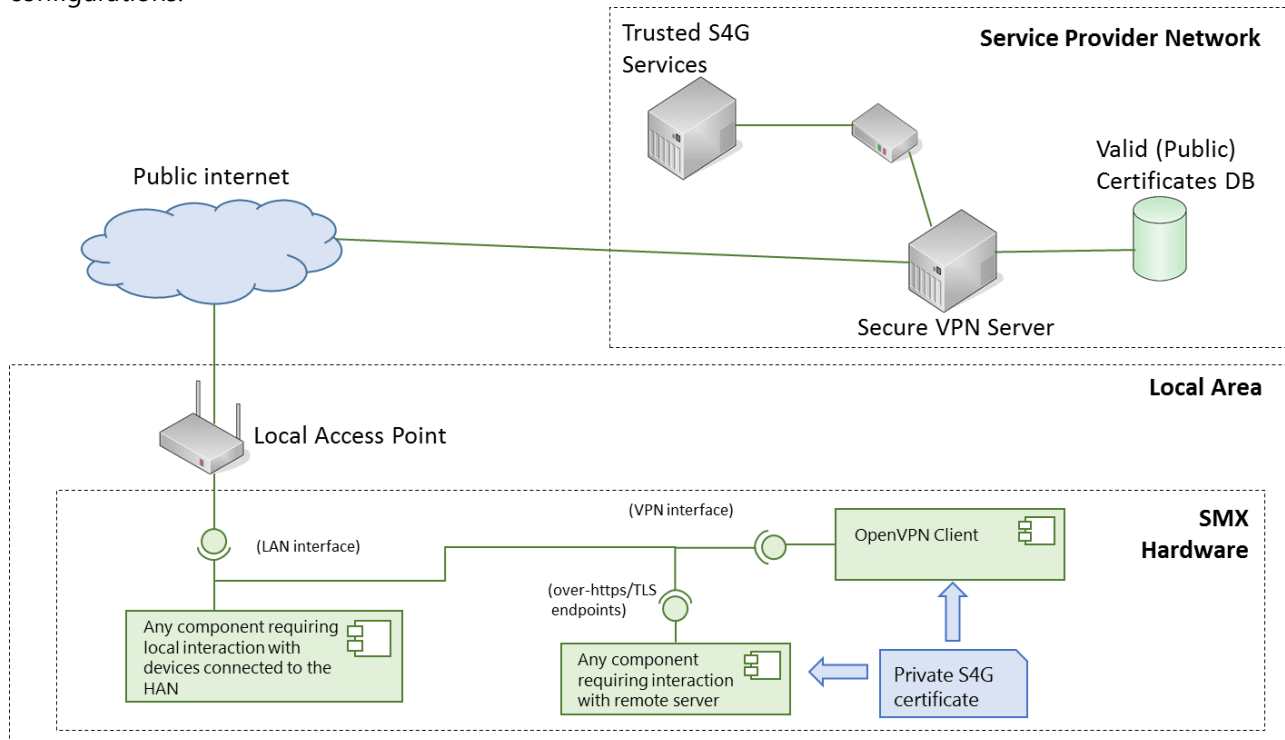 configurations.
Trusted S4G
Services
Service Provider Network
Valid (Public)
Certificates DB
Public internet
Secure VPN Server
Local Area
Local Access Point
(VPN interface)
(LAN interface)
OpenVPN Client
SMX
Hardware
(over-https/TLS
endpoints)
Any component requiring
local interaction with
devices connected to the
HAN
Any component
requiring interaction
with remote server
Private S4G
certificate